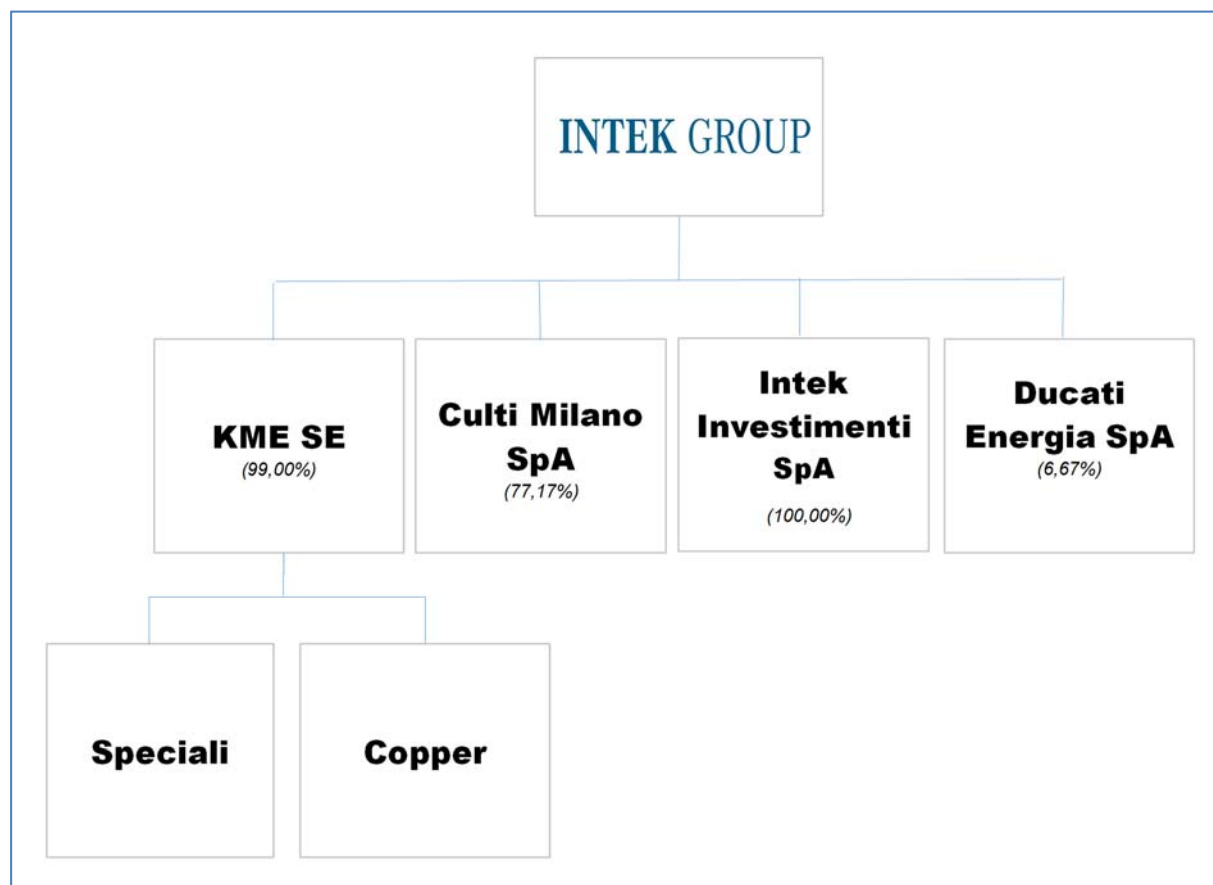 INTEK GROUP
KME SE
(99,00%)
Culti Milano
SpA
(77,17%)
Intek
Investimenti
SpA
(100,00%)
Ducati
Energia SpA
(6,67%)
Speciali
Copper